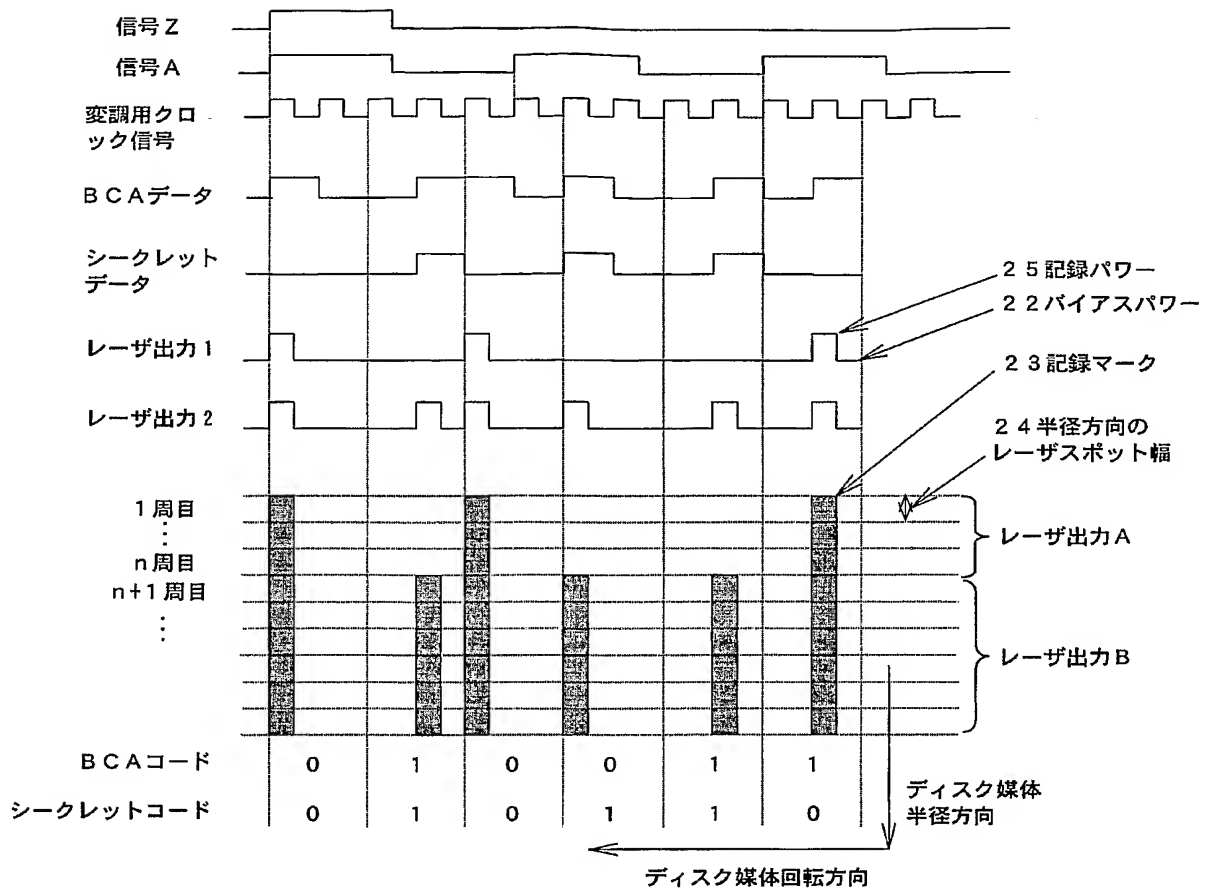 信号Z
信号A
変調用クロ
ック信号
BCAデータ
シークレット
データ
レーザ出力1
レーザ出力2
25記録パワー
22バイアスパワー
23記録マーク
24半径方向の
レーザスポット幅
1周目
n周目
n+1周目
レーザ出力A
レーザ出力B
BCAコード 0 1 0 0 1 1
シークレットコード 0 1 0 1 1 0
ディスク媒体
半径方向
ディスク媒体回転方向